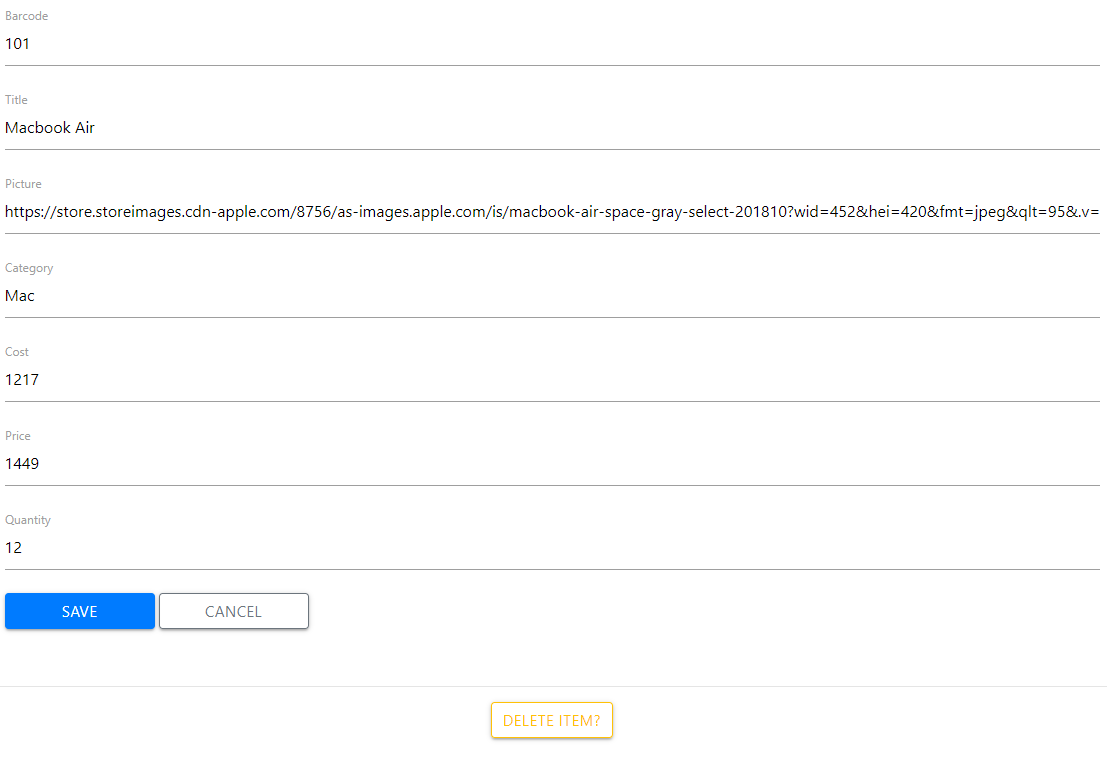 Barcode
101
Title
Macbook Air
Picture
https://store.storeimages.cdn-apple.com/8756/as-images.apple.com/is/macbook-air-space-gray-select-201810?wid=452&hei=420&fmt=jpeg&qlt=95&.v=
Category
Mac
Cost
1217
Price
1449
Quantity
12
SAVE CANCEL
DELETE ITEM?